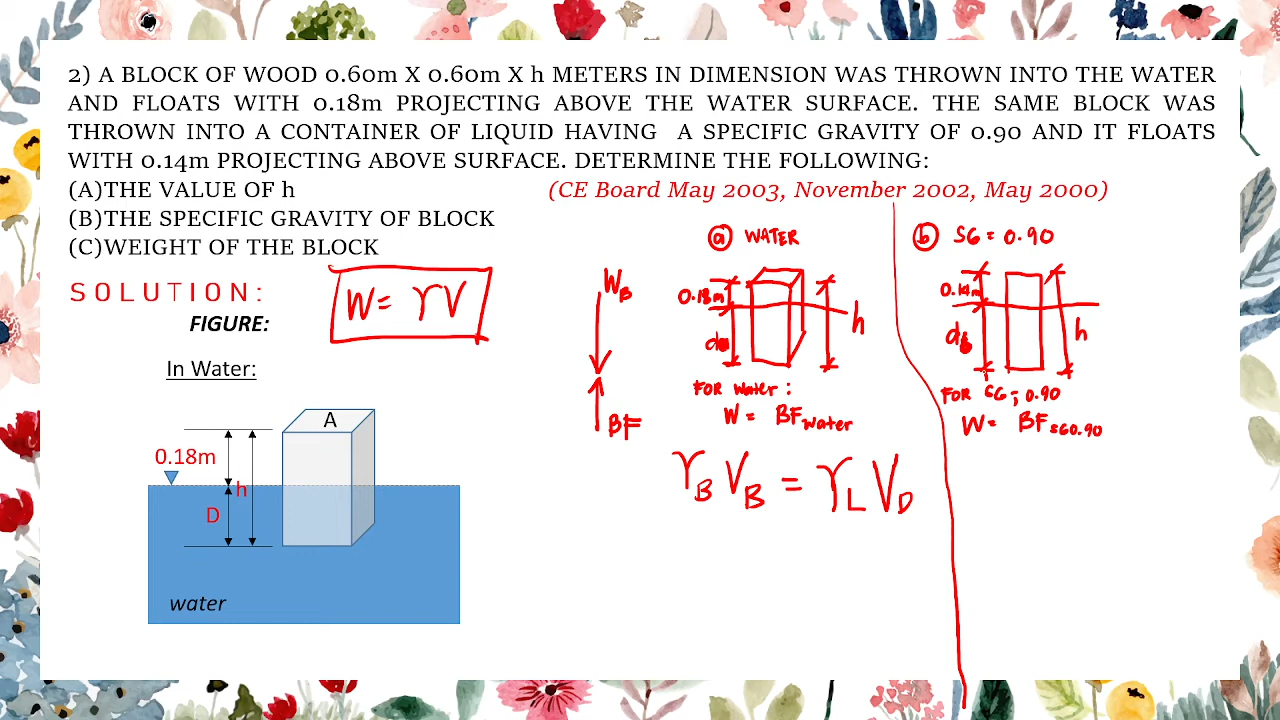 2) A BLOCK OF WOOD 0.60m X 0.60m X h METERS IN DIMENSION WAS THROWN INTO THE WATER
AND FLOATS WITH 0.18m PROJECTING ABOVE THE WATER SURFACE. THE SAME BLOCK WAS
THROWN INTO A CONTAINER OF LIQUID HAVING A SPECIFIC GRAVITY OF 0.90 AND IT FLOATS
WITH 0.14m PROJECTING ABOVE SURFACE. DETERMINE THE FOLLOWING:
(A)THE VALUE OF h
(CE Board May 2003, November 2002, May 2000)
(B)THE SPECIFIC GRAVITY OF BLOCK
(C)WEIGHT OF THE BLOCK
SOLUTION:
FIGURE:
W = γV
In Water:
A
0.18m
h
D
water
W_B
BF
ⓐ WATER
0.18m
d
h
FOR water :
W = BF_water
γ_B V_B = γ_L V_D
ⓑ SG = 0.90
0.14m
d_b
h
FOR SG = 0.90
W = BF_SG0.90